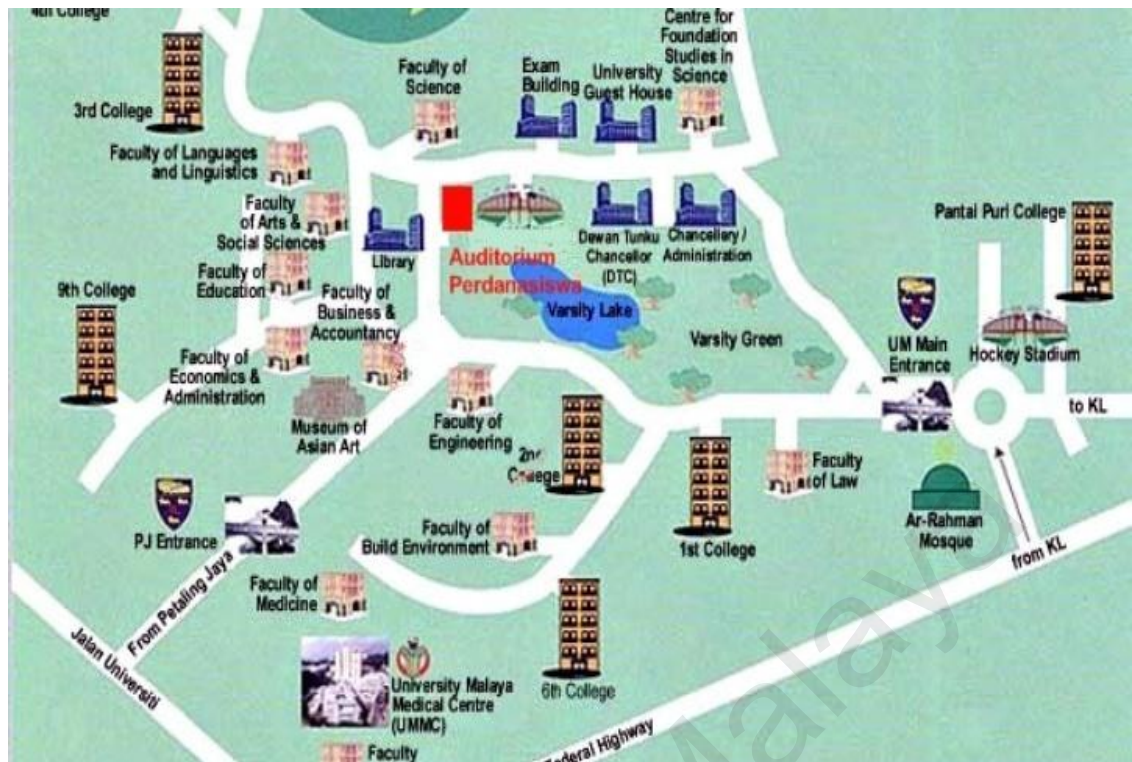 4th College
Centre for
Foundation
Studies in
Science
Faculty of
Science
Exam
Building
University
Guest House
3rd College
Faculty of Languages
and Linguistics
Faculty
of Arts &
Social Sciences
Library
Auditorium
Perdanasiswa
Dewan Tunku
Chancellor
(DTC)
Chancellery /
Administration
Pantai Puri College
Faculty of
Education
9th College
Faculty of
Business &
Accountancy
Varsity Lake
Varsity Green
UM Main
Entrance
Hockey Stadium
Faculty of
Economics &
Administration
to KL
Museum of
Asian Art
Faculty of
Engineering
2nd
College
Faculty
of Law
PJ Entrance
Faculty of
Build Environment
1st College
Ar-Rahman
Mosque
from KL
From Petaling Jaya
Faculty of
Medicine
Jalan Universiti
University Malaya
Medical Centre
(UMMC)
6th College
Federal Highway
Faculty
Malaya